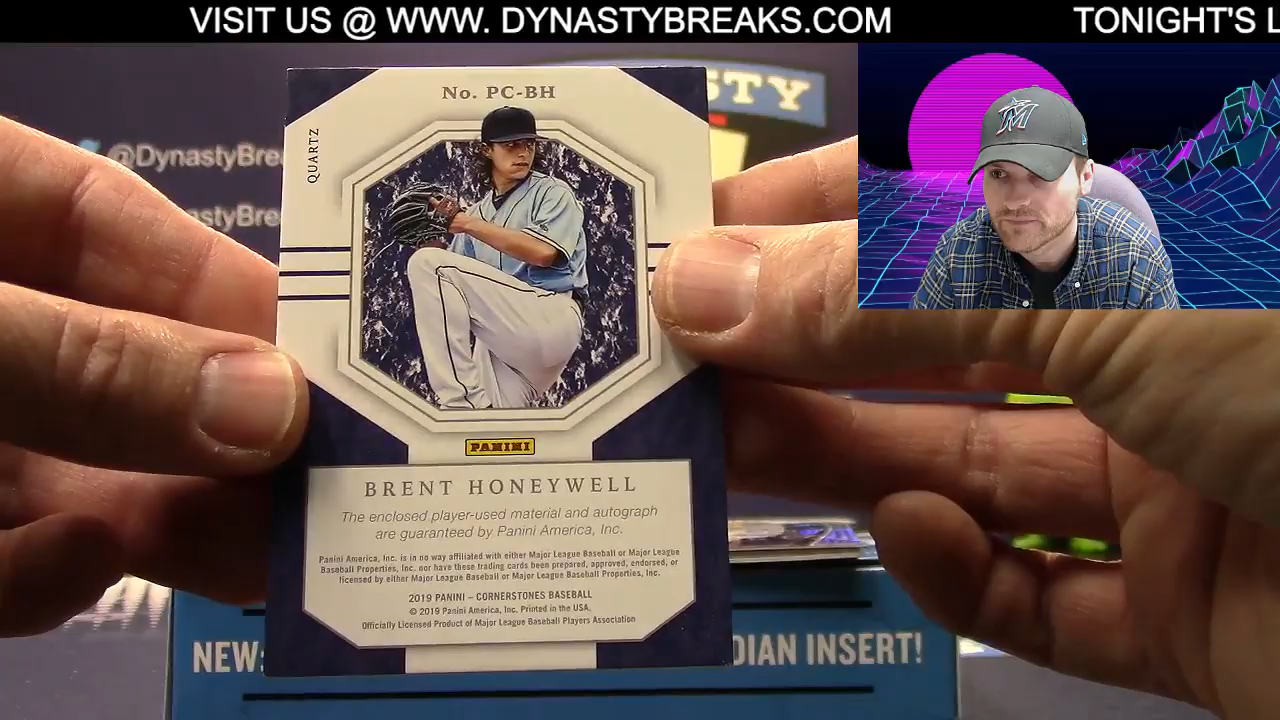 VISIT US @ WWW. DYNASTYBREAKS.COM
TONIGHT'S L
STY
@DynastyBrea
styBre
No. PC-BH
QUARTZ
PANINI
BRENT HONEYWELL
The enclosed player-used material and autograph
are guaranteed by Panini America, Inc.
Panini America, Inc. is in no way affiliated with either Major League Baseball or Major League
Baseball Properties, Inc. nor have these trading cards been prepared, approved, endorsed, or
licensed by either Major League Baseball or Major League Baseball Properties, Inc.
2019 PANINI – CORNERSTONES BASEBALL
© 2019 Panini America, Inc. Printed in the USA.
Officially Licensed Product of Major League Baseball Players Association
NEW: DIAN INSERT!